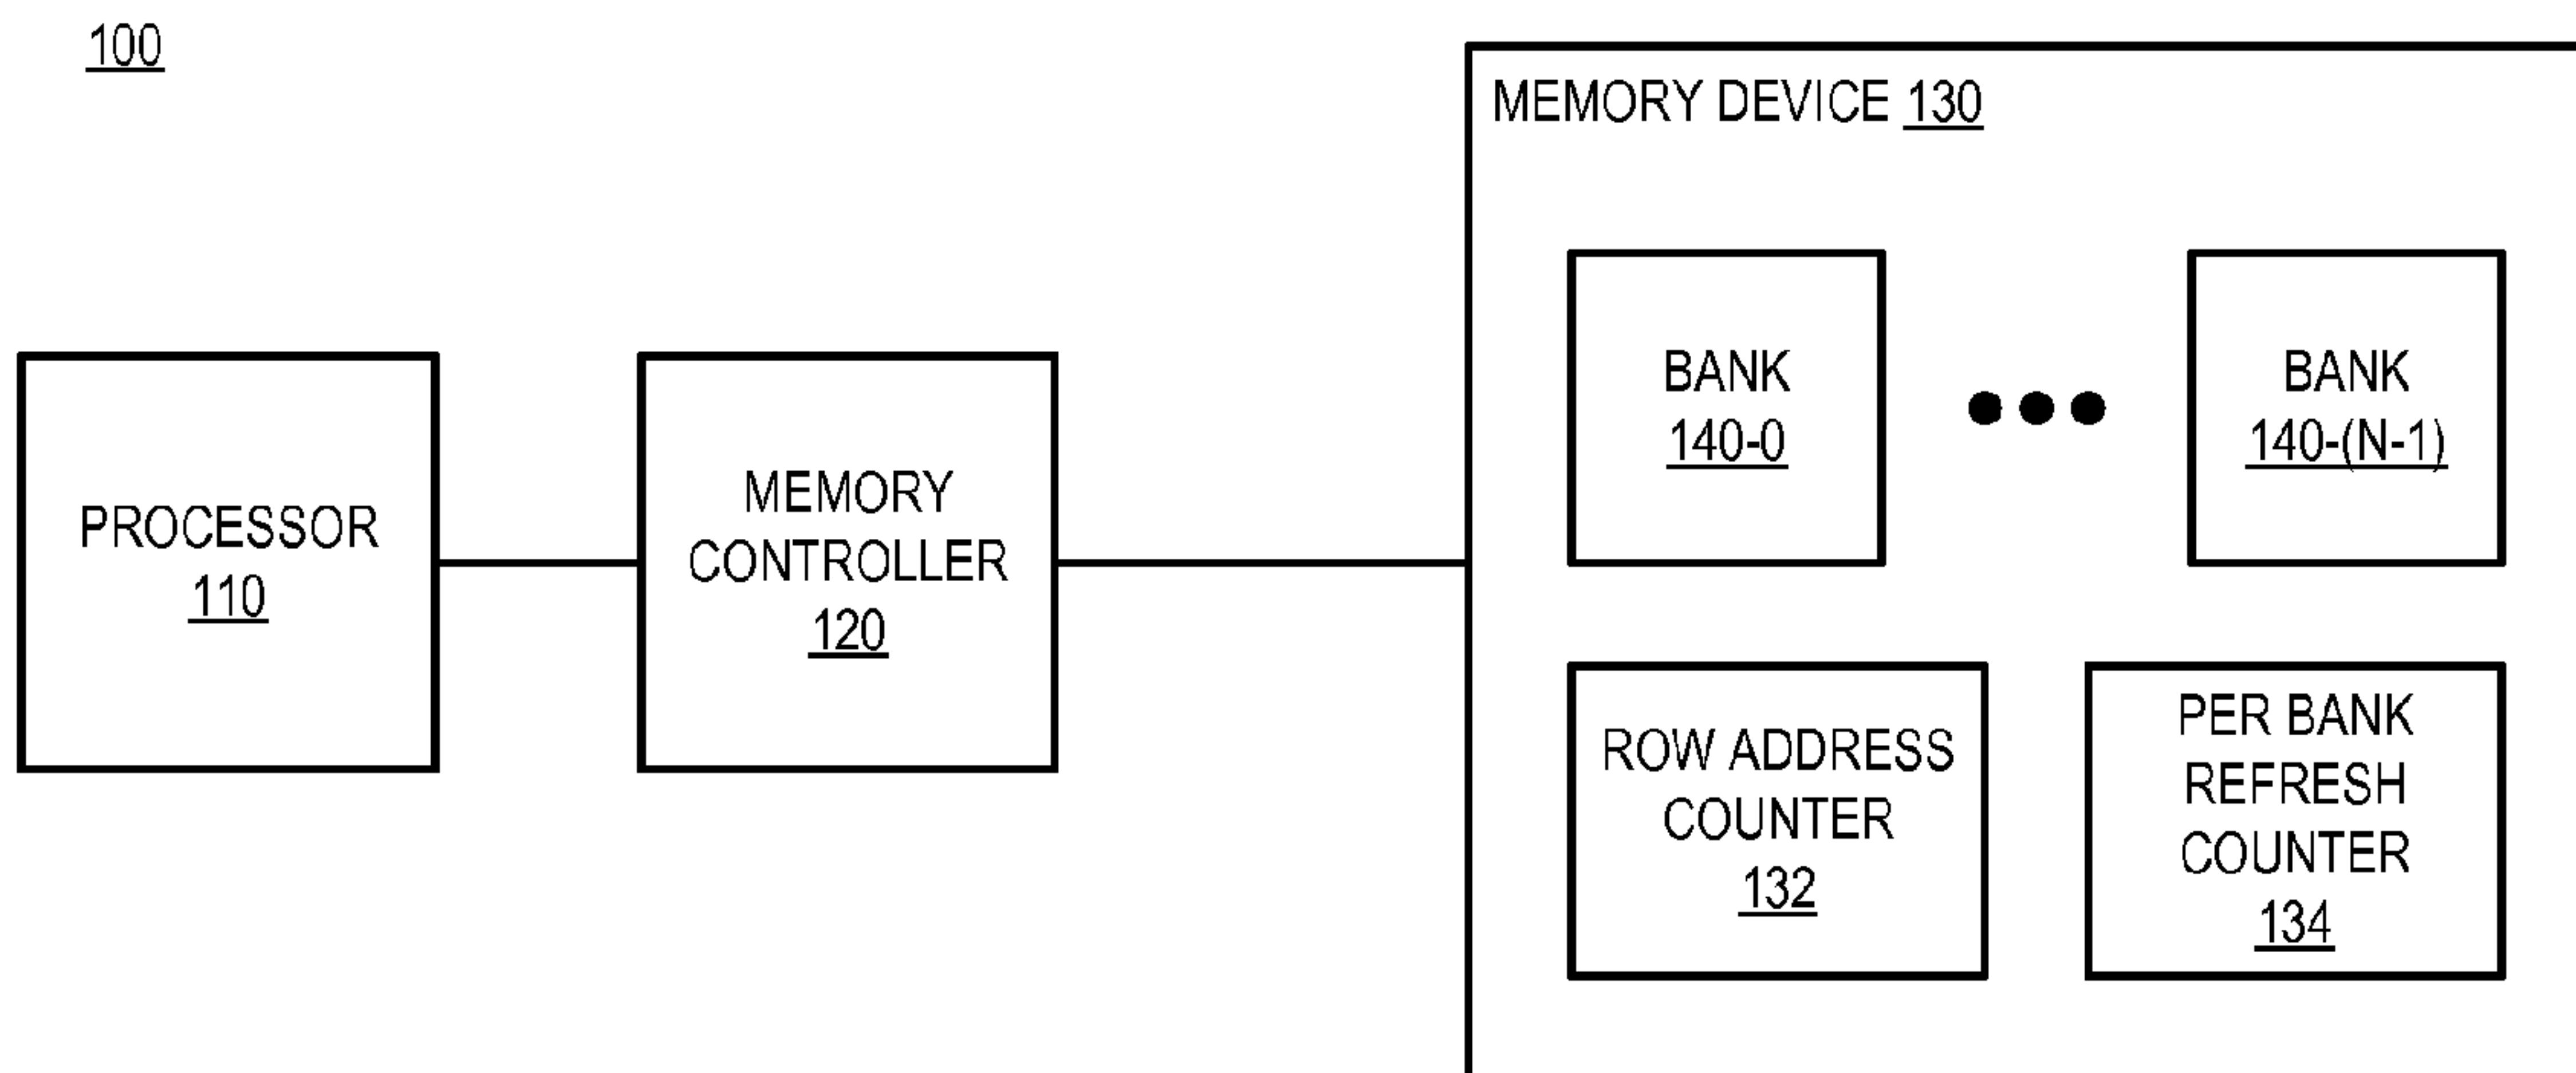 100
MEMORY DEVICE 130
BANK
140-0
BANK
140-(N-1)
PROCESSOR
110
MEMORY
CONTROLLER
120
ROW ADDRESS
COUNTER
132
PER BANK
REFRESH
COUNTER
134